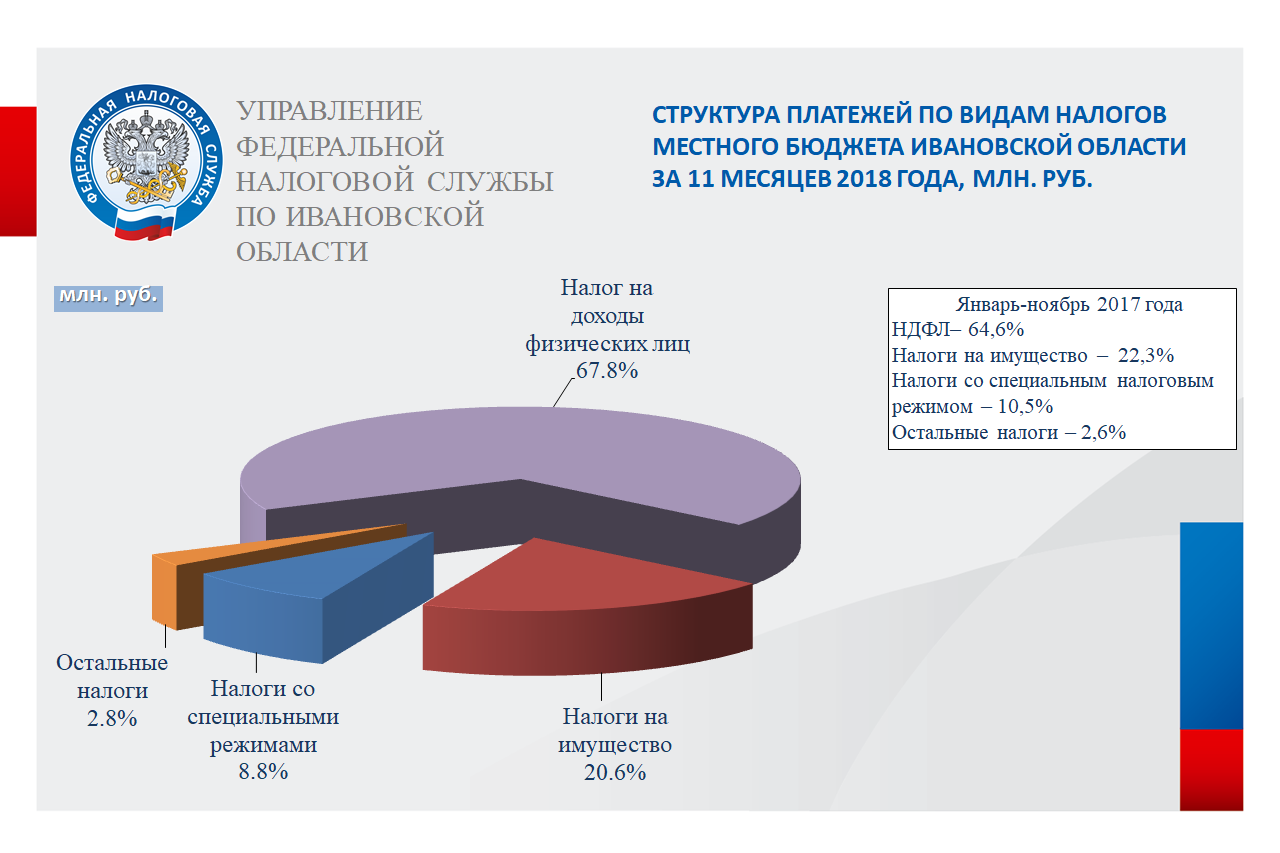 ФЕДЕРАЛЬНАЯ НАЛОГОВАЯ СЛУЖБА
УПРАВЛЕНИЕ
ФЕДЕРАЛЬНОЙ
НАЛОГОВОЙ СЛУЖБЫ
ПО ИВАНОВСКОЙ
ОБЛАСТИ
СТРУКТУРА ПЛАТЕЖЕЙ ПО ВИДАМ НАЛОГОВ
МЕСТНОГО БЮДЖЕТА ИВАНОВСКОЙ ОБЛАСТИ
ЗА 11 МЕСЯЦЕВ 2018 ГОДА, МЛН. РУБ.
млн. руб.
Январь-ноябрь 2017 года
НДФЛ– 64,6%
Налоги на имущество – 22,3%
Налоги со специальным налоговым
режимом – 10,5%
Остальные налоги – 2,6%
Налог на
доходы
физических лиц
67.8%
Остальные
налоги
2.8%
Налоги со
специальными
режимами
8.8%
Налоги на
имущество
20.6%